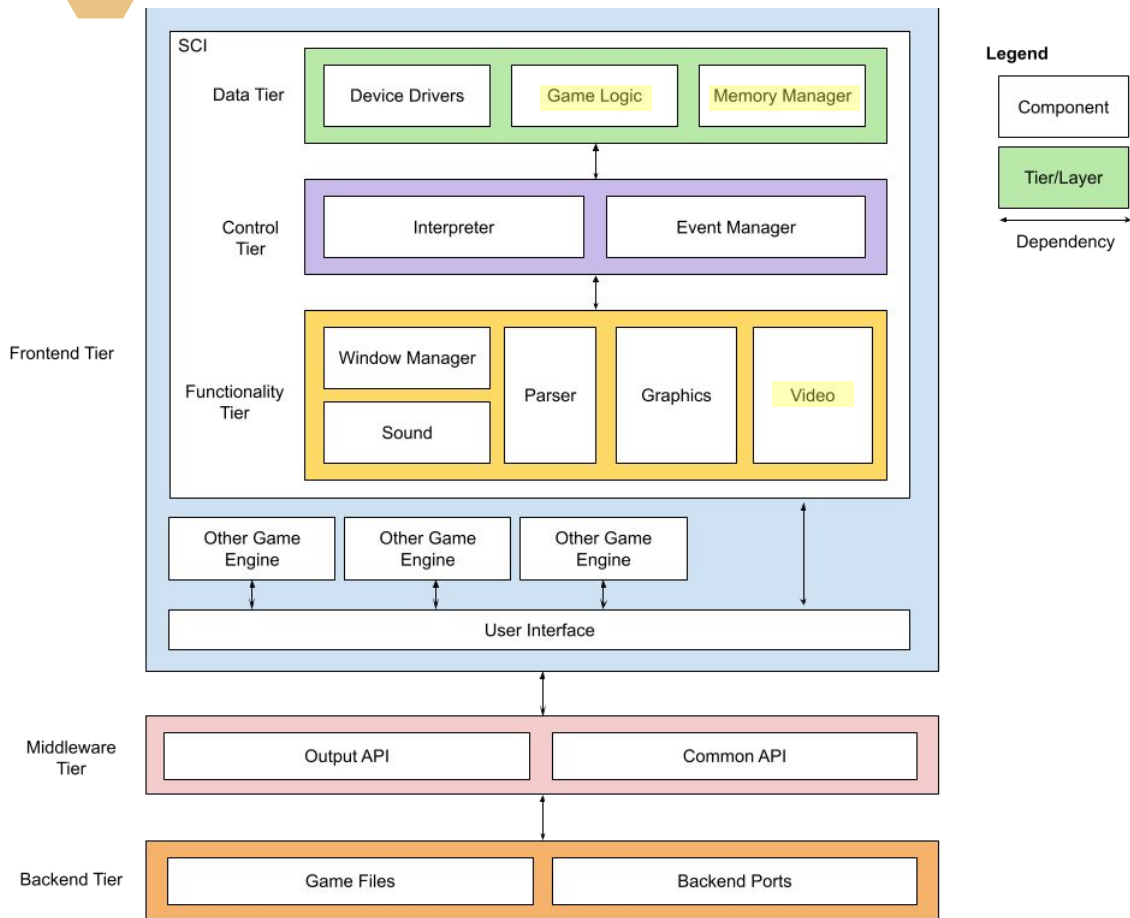 SCI
Data Tier
Device Drivers
Game Logic
Memory Manager
Control
Tier
Interpreter
Event Manager
Frontend Tier
Functionality
Tier
Window Manager
Sound
Parser
Graphics
Video
Other Game
Engine
Other Game
Engine
Other Game
Engine
User Interface
Middleware
Tier
Output API
Common API
Backend Tier
Game Files
Backend Ports
Legend
Component
Tier/Layer
Dependency